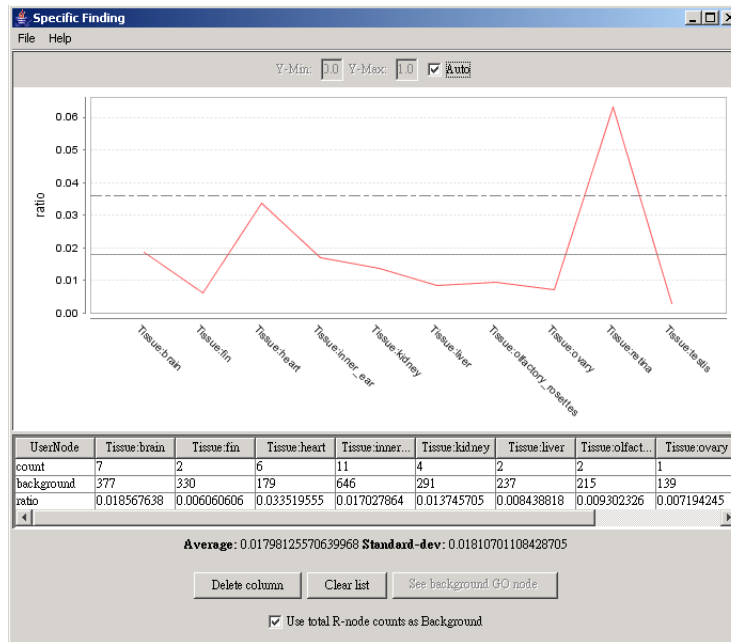 Specific Finding
File Help
Y-Min: 0.0 Y-Max: 1.0 Auto
0.06
0.05
0.04
0.03
0.02
0.01
0.00
ratio
Tissue:brain
Tissue:fin
Tissue:heart
Tissue:inner_ear
Tissue:kidney
Tissue:liver
Tissue:olfactory_rosettes
Tissue:ovary
Tissue:retina
Tissue:testis
UserNode Tissue:brain Tissue:fin Tissue:heart Tissue:inner... Tissue:kidney Tissue:liver Tissue:olfact... Tissue:ovary
count 7 2 6 11 4 2 2 1
background 377 330 179 646 291 237 215 139
ratio 0.018567638 0.006060606 0.033519555 0.017027864 0.013745705 0.008438818 0.009302326 0.007194245
Average: 0.01798125570639968 Standard-dev: 0.01810701108428705
Delete column Clear list See background GO node
Use total R-node counts as Background